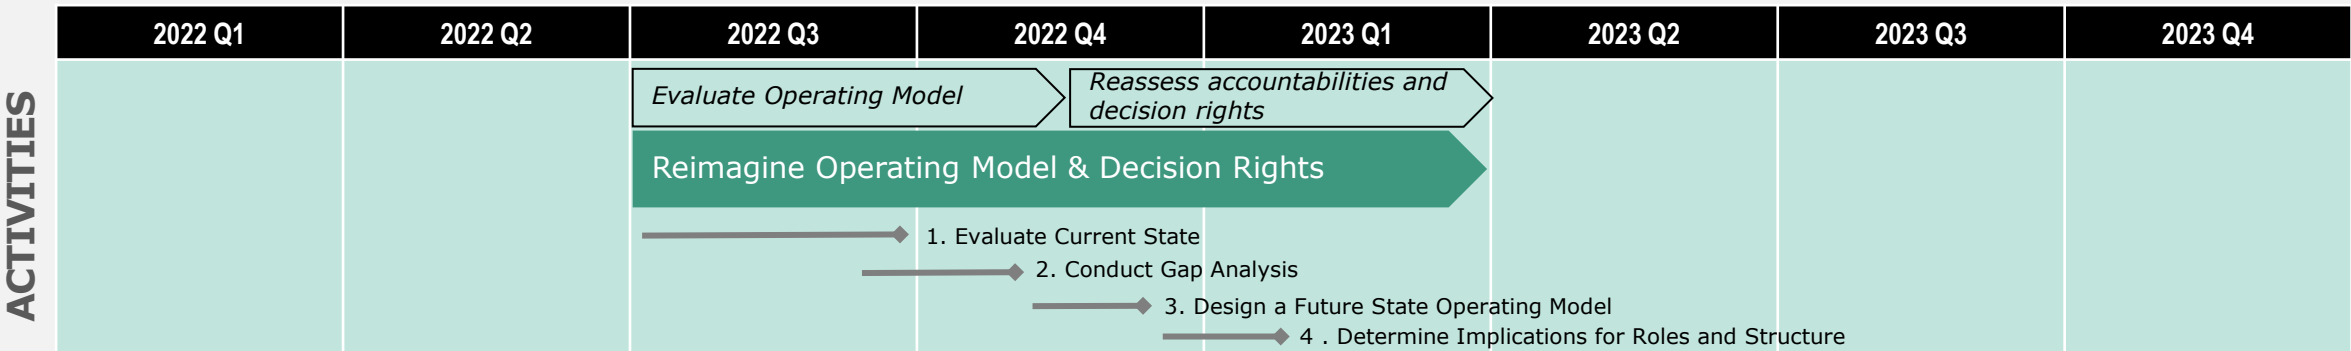 2022 Q1
2022 Q2
2022 Q3
2022 Q4
2023 Q1
2023 Q2
2023 Q3
2023 Q4
ACTIVITIES
Evaluate Operating Model
Reassess accountabilities and
decision rights
Reimagine Operating Model & Decision Rights
1. Evaluate Current State
2. Conduct Gap Analysis
3. Design a Future State Operating Model
4 . Determine Implications for Roles and Structure